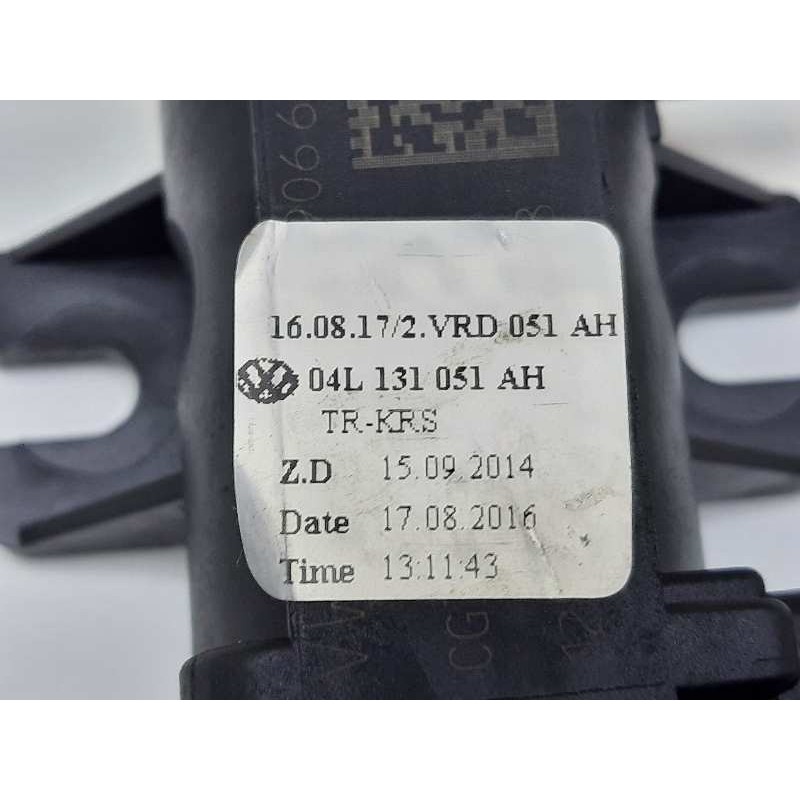 16.08.17/2.VRD 051 AH
04L 131 051 AH
TR-KRS
Z.D 15.09.2014
Date 17.08.2016
Time 13:11:43